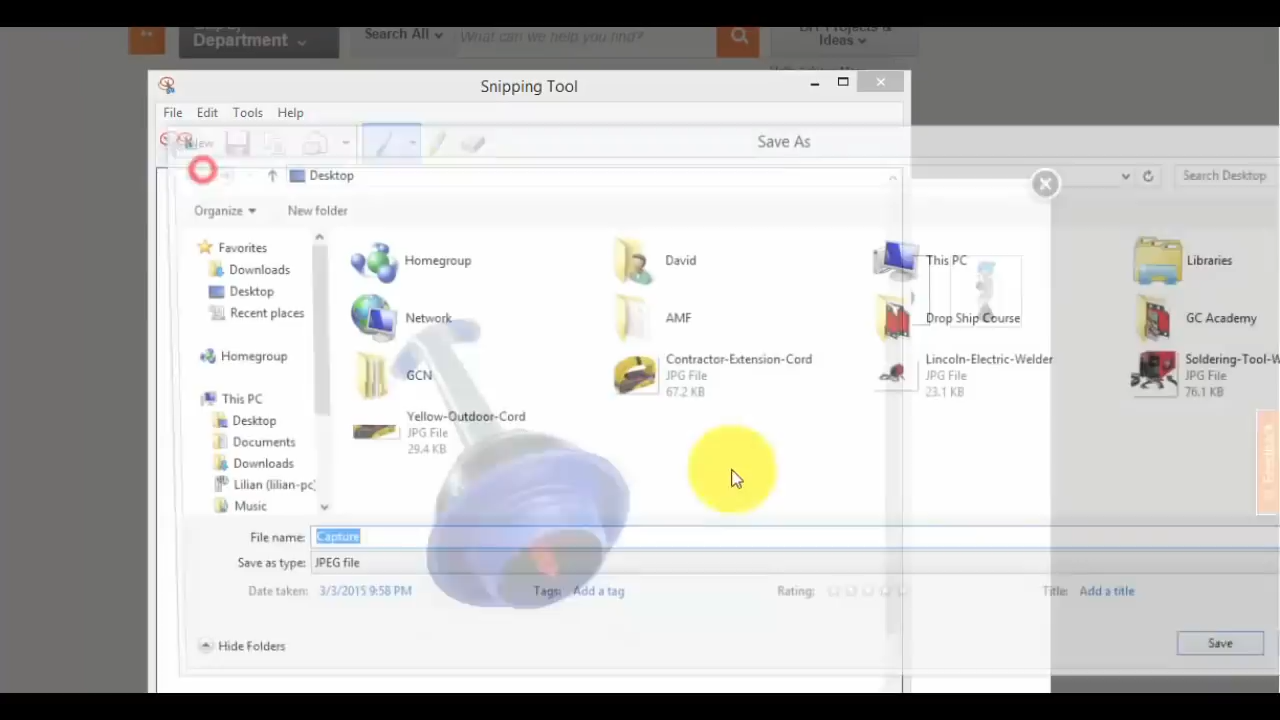 Department
Search All
What can we help you find?
Ideas
Snipping Tool
File Edit Tools Help
New
Save As
Desktop
Search Desktop
Organize
New folder
Favorites
Downloads
Desktop
Recent places
Homegroup
This PC
Desktop
Documents
Downloads
Lilian (lilian-pc)
Music
Homegroup
David
This PC
Libraries
Network
AMF
Drop Ship Course
GC Academy
GCN
Contractor-Extension-Cord
JPG File
67.2 KB
Lincoln-Electric-Welder
JPG File
23.1 KB
Soldering-Tool-W
JPG File
76.1 KB
Yellow-Outdoor-Cord
JPG File
29.4 KB
Feedback
File name: Capture
Save as type: JPEG file
Date taken: 3/3/2015 9:58 PM
Tags: Add a tag
Rating:
Title: Add a title
Hide Folders
Save